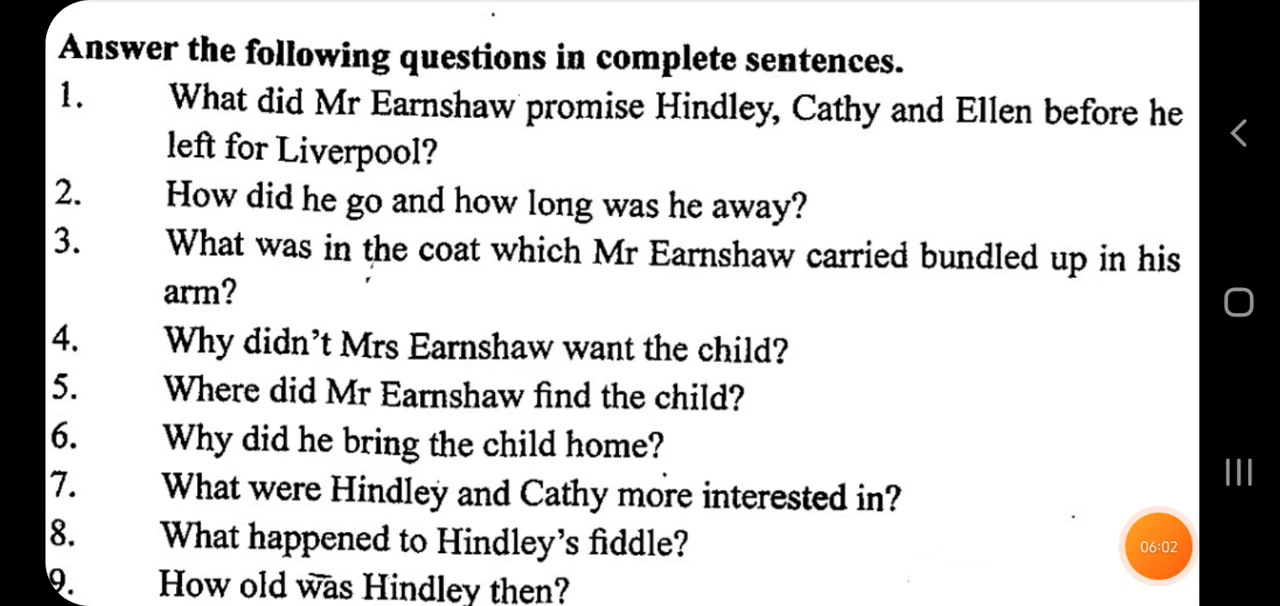 Answer the following questions in complete sentences.
1. What did Mr Earnshaw promise Hindley, Cathy and Ellen before he
left for Liverpool?
2. How did he go and how long was he away?
3. What was in the coat which Mr Earnshaw carried bundled up in his
arm?
4. Why didn't Mrs Earnshaw want the child?
5. Where did Mr Earnshaw find the child?
6. Why did he bring the child home?
7. What were Hindley and Cathy more interested in?
8. What happened to Hindley's fiddle?
06:02
9. How old was Hindley then?